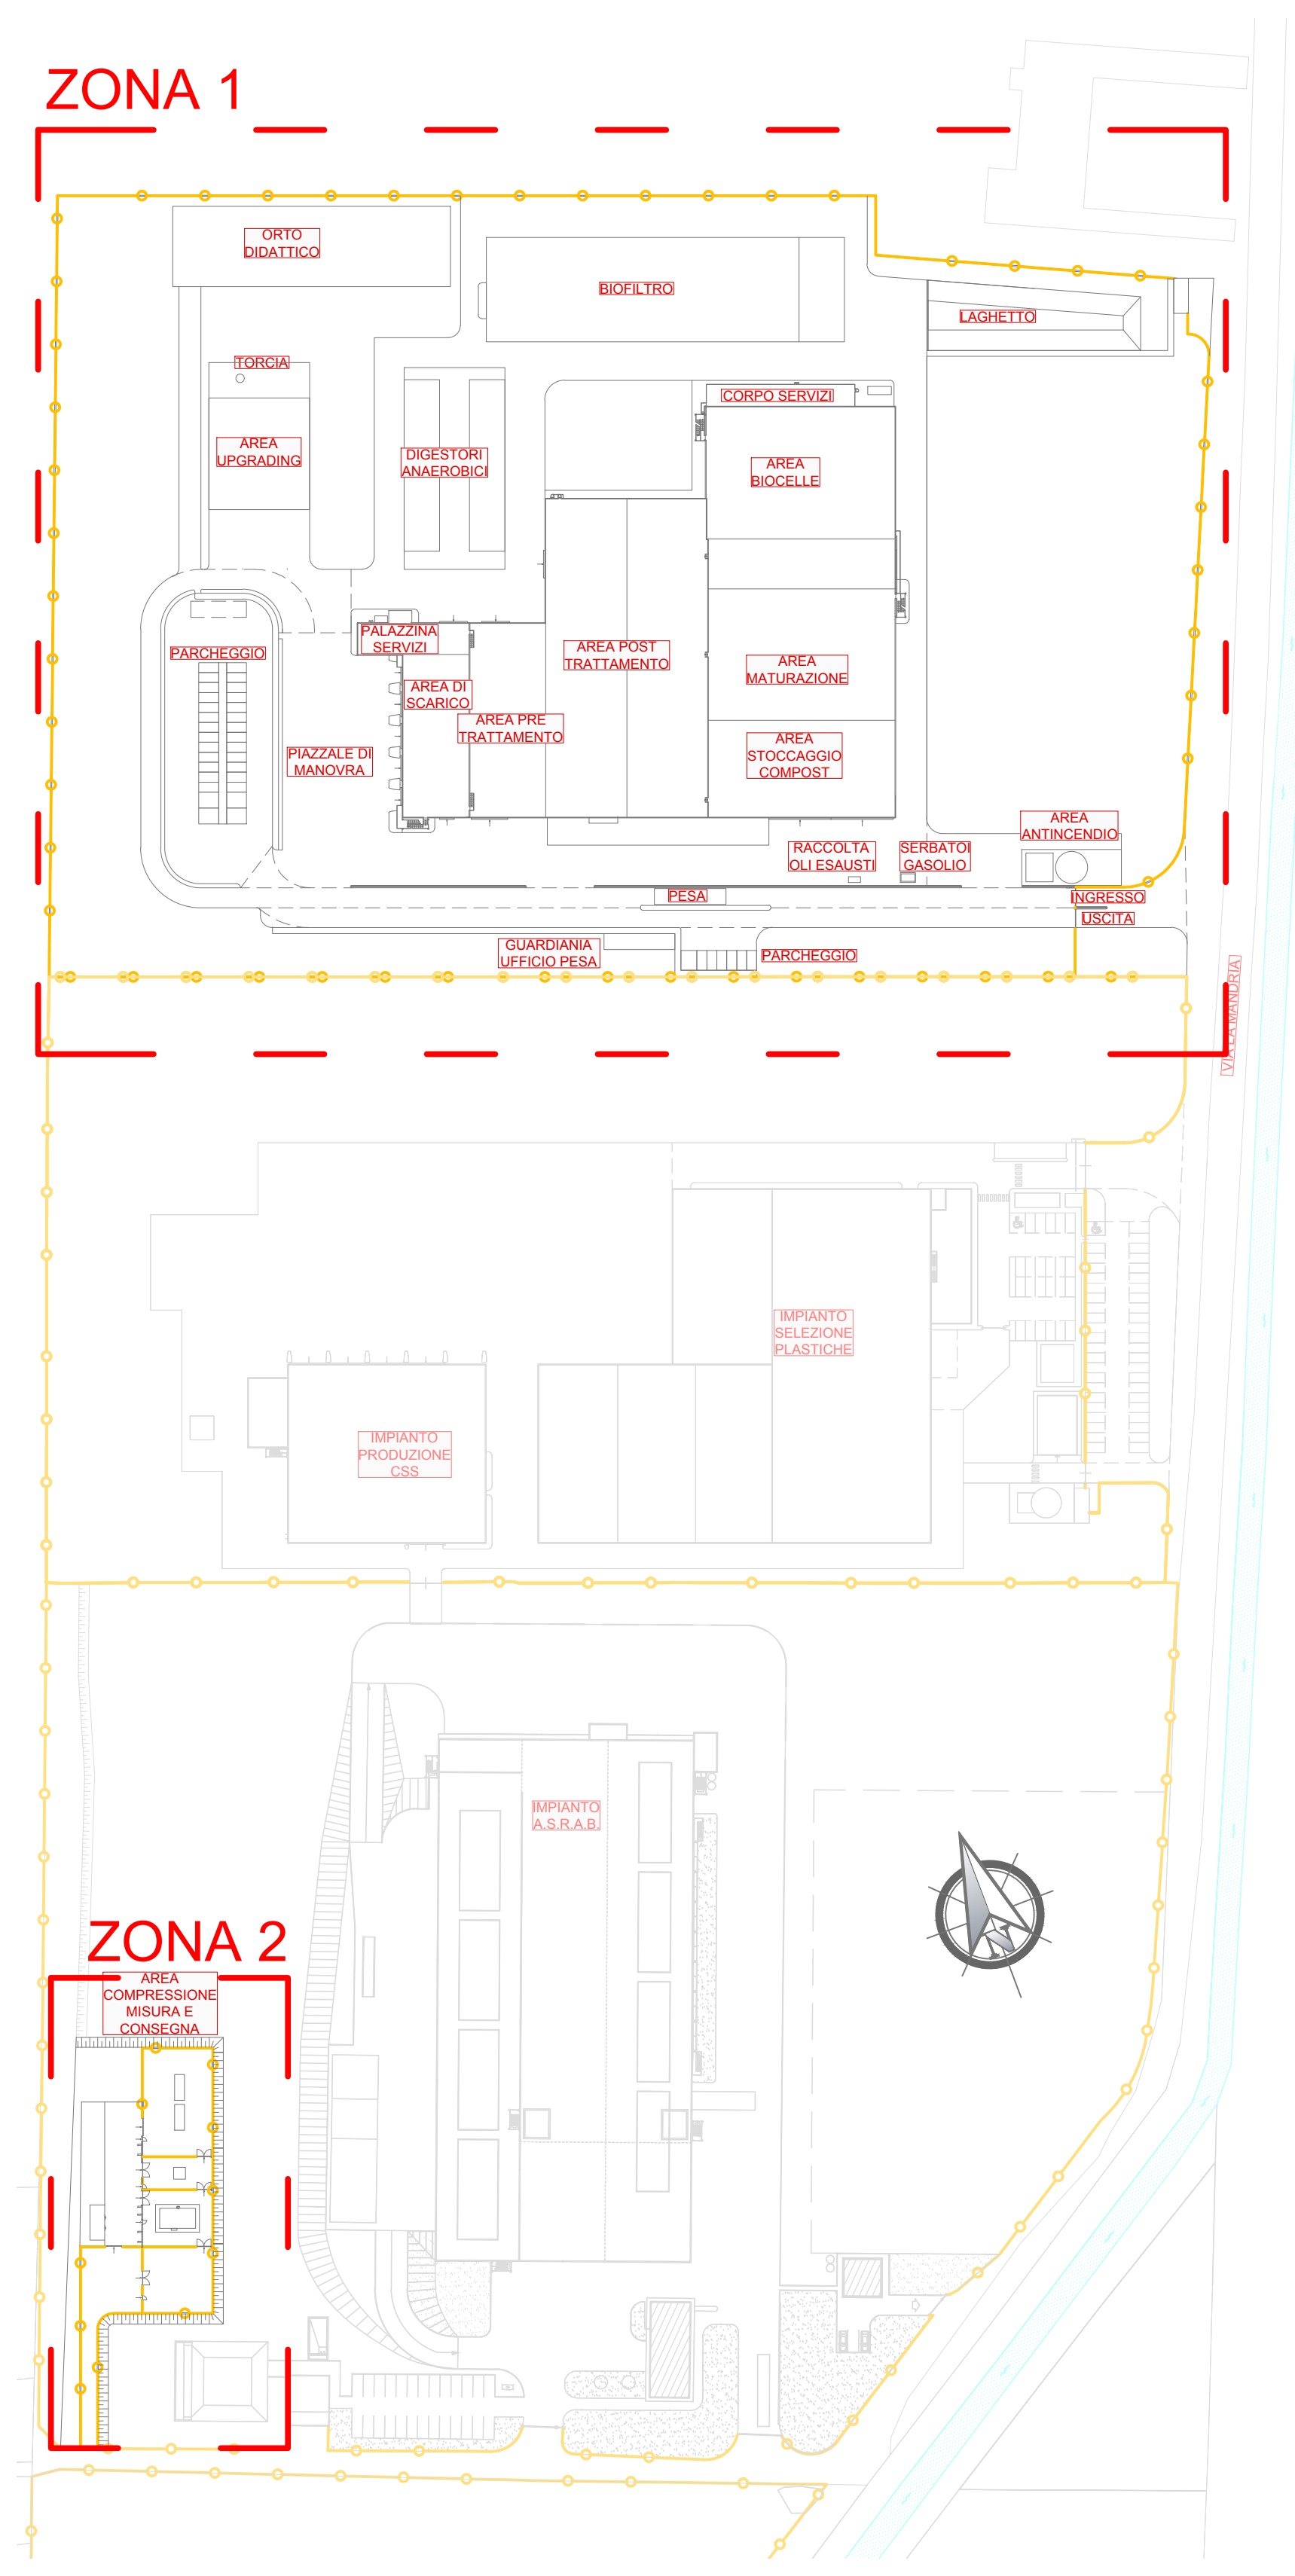 ZONA 1
ORTO
DIDATTICO
BIOFILTRO
LAGHETTO
TORCIA
CORPO SERVIZI
AREA
UPGRADING
DIGESTORI
ANAEROBICI
AREA
BIOCELLE
PALAZZINA
SERVIZI
PARCHEGGIO
AREA POST
TRATTAMENTO
AREA
MATURAZIONE
AREA DI
SCARICO
AREA PRE
TRATTAMENTO
PIAZZALE DI
MANOVRA
AREA
STOCCAGGIO
COMPOST
AREA
ANTINCENDIO
RACCOLTA
OLI ESAUSTI
SERBATOI
GASOLIO
PESA
INGRESSO
USCITA
GUARDIANIA
UFFICIO PESA
PARCHEGGIO
VIA LA MANDRIA
IMPIANTO
SELEZIONE
PLASTICHE
IMPIANTO
PRODUZIONE
CSS
IMPIANTO
A.S.R.A.B.
N
ZONA 2
AREA
COMPRESSIONE
MISURA E
CONSEGNA